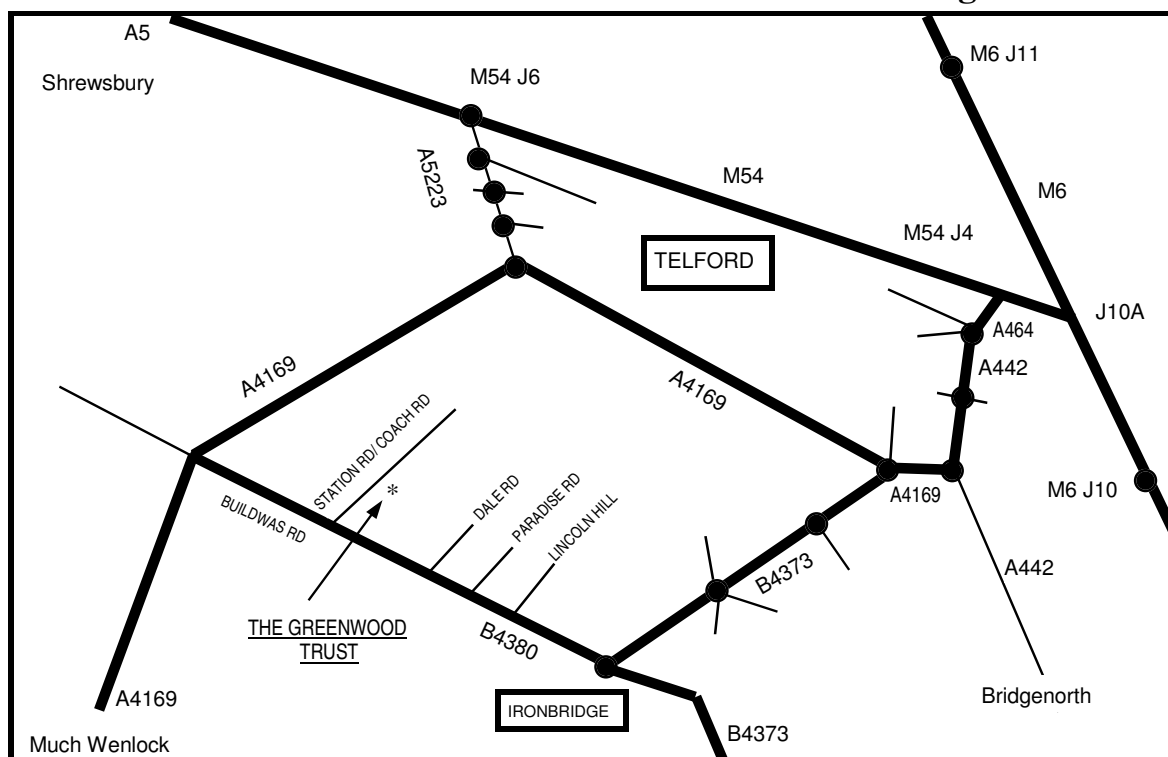 A5
M6 J11
Shrewsbury
M54 J6
A5223
M54
M6
M54 J4
TELFORD
J10A
A464
A442
A4169
A4169
STATION RD/ COACH RD
*
DALE RD
PARADISE RD
LINCOLN HILL
BUILDWAS RD
A4169
M6 J10
B4373
A442
THE GREENWOOD
TRUST
B4380
A4169
IRONBRIDGE
Bridgenorth
B4373
Much Wenlock